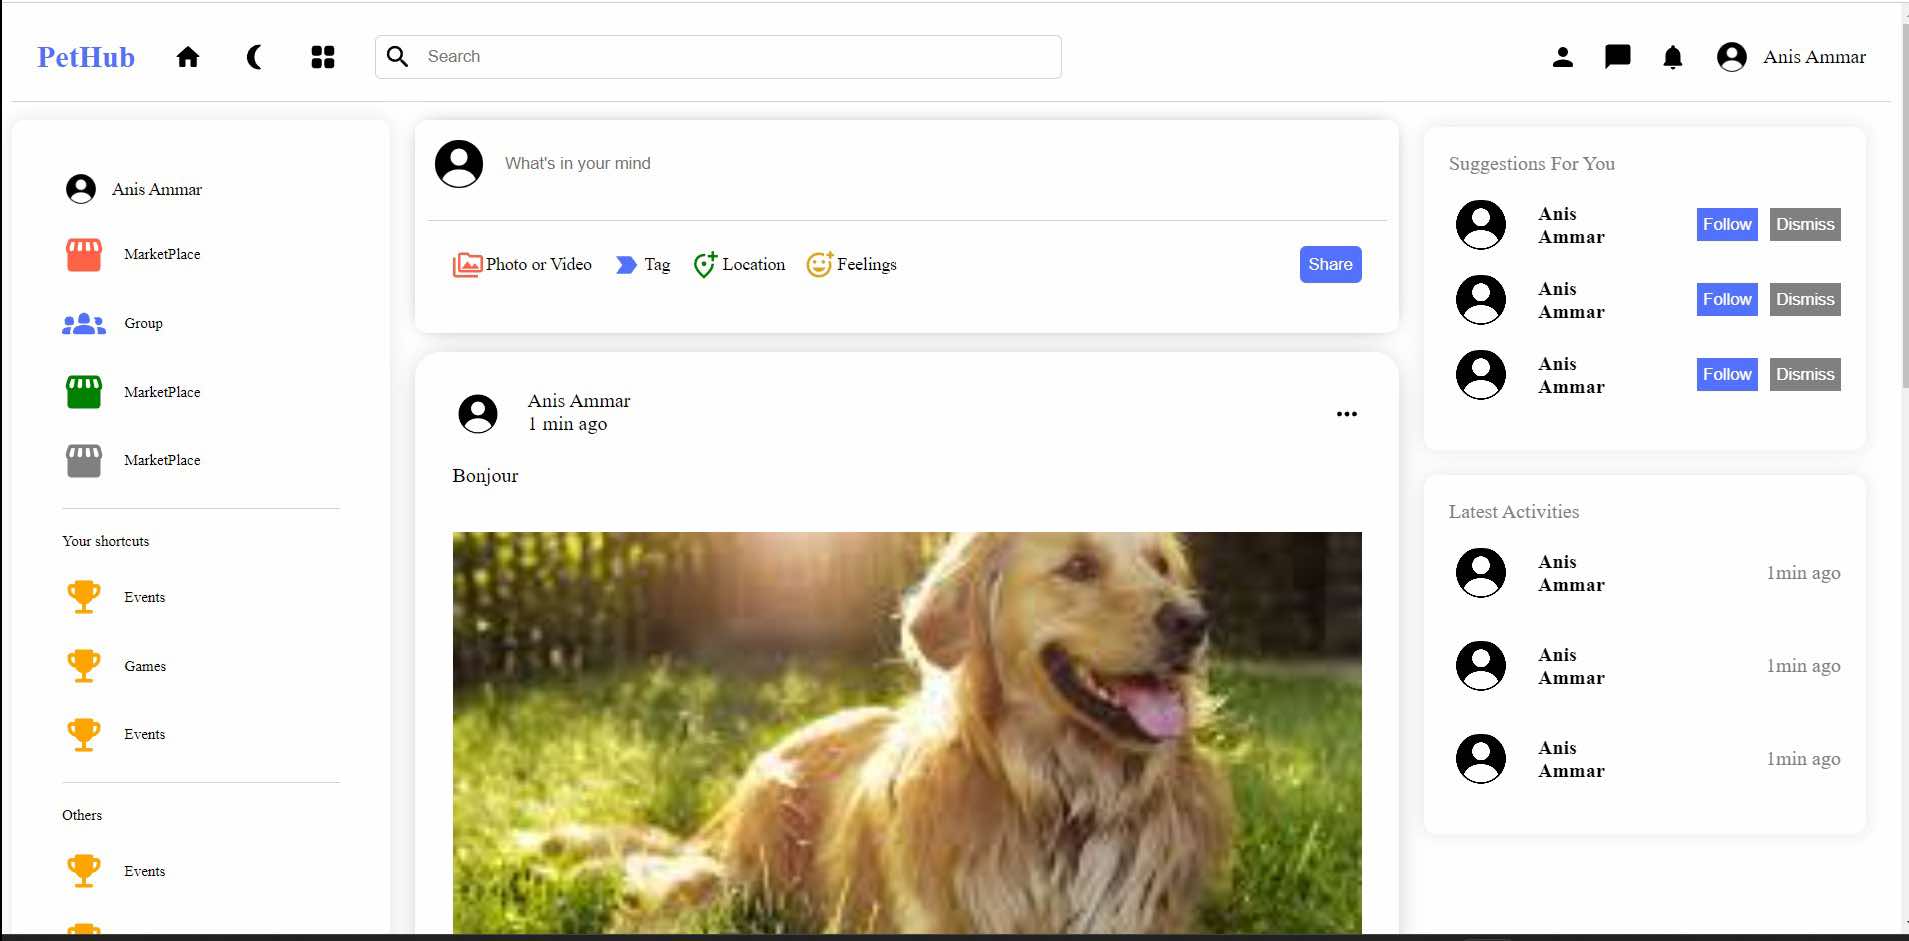 PetHub
Search
Anis Ammar
Anis Ammar
MarketPlace
Group
MarketPlace
MarketPlace
Your shortcuts
Events
Games
Events
Others
Events
What's in your mind
Photo or Video
Tag
Location
Feelings
Share
Anis Ammar
1 min ago
Bonjour
Suggestions For You
Anis
Ammar
Follow
Dismiss
Anis
Ammar
Follow
Dismiss
Anis
Ammar
Follow
Dismiss
Latest Activities
Anis
Ammar
1min ago
Anis
Ammar
1min ago
Anis
Ammar
1min ago